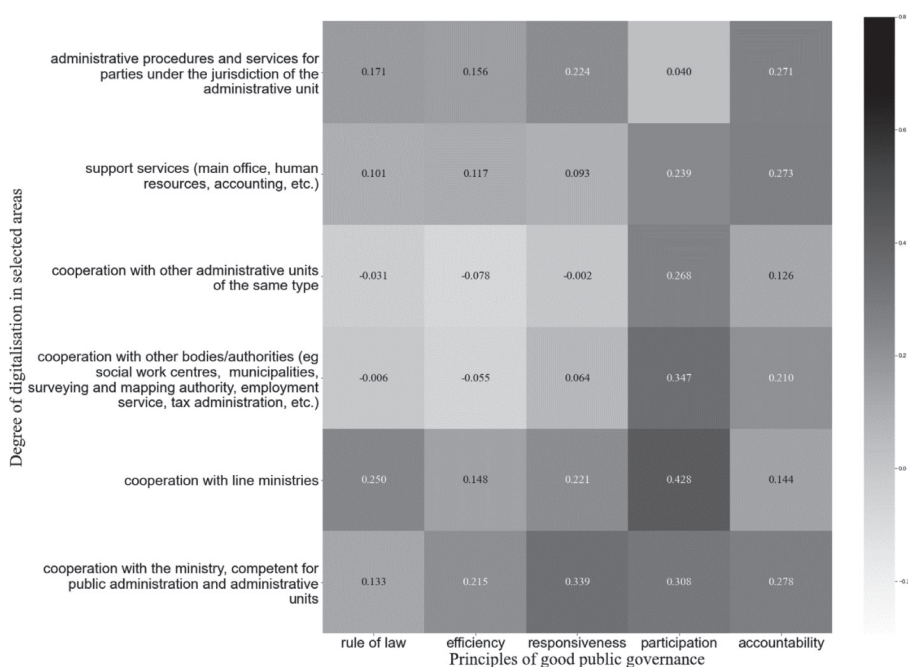 Degree of digitalisation in selected areas
administrative procedures and services for
parties under the jurisdiction of the
administrative unit
0.171 0.156 0.224 0.040 0.271
support services (main office, human
resources, accounting, etc.)
0.101 0.117 0.093 0.239 0.273
cooperation with other administrative units
of the same type
-0.031 -0.078 -0.002 0.268 0.126
cooperation with other bodies/authorities (eg
social work centres, municipalities,
surveying and mapping authority, employment
service, tax administration, etc.)
-0.006 -0.055 0.064 0.347 0.210
cooperation with line ministries
0.250 0.148 0.221 0.428 0.144
cooperation with the ministry, competent for
public administration and administrative
units
0.133 0.215 0.339 0.308 0.278
rule of law efficiency responsiveness participation accountability
Principles of good public governance
0.6
0.4
0.2
0.0